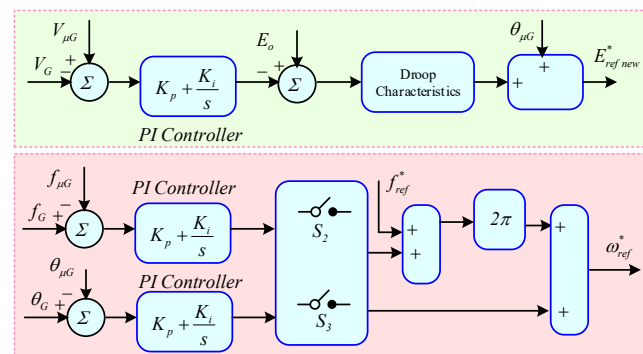 V_μG
V_G
+
−
Σ
K_p + K_i/s
PI Controller
E_o
−
+
Σ
Droop
Characteristics
θ_μG
+
+
E*_ref new
f_μG
f_G
+
−
Σ
PI Controller
K_p + K_i/s
θ_μG
θ_G
+
−
Σ
PI Controller
K_p + K_i/s
S_2
S_3
f*_ref
+
+
2π
+
+
ω*_ref